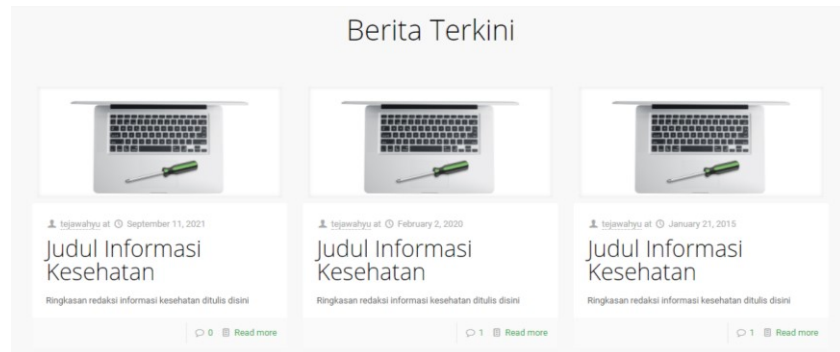 Berita Terkini
tejawahyu at September 11, 2021
Judul Informasi
Kesehatan
Ringkasan redaksi informasi kesehatan ditulis disini
0 Read more
tejawahyu at February 2, 2020
Judul Informasi
Kesehatan
Ringkasan redaksi informasi kesehatan ditulis disini
1 Read more
tejawahyu at January 21, 2015
Judul Informasi
Kesehatan
Ringkasan redaksi informasi kesehatan ditulis disini
1 Read more